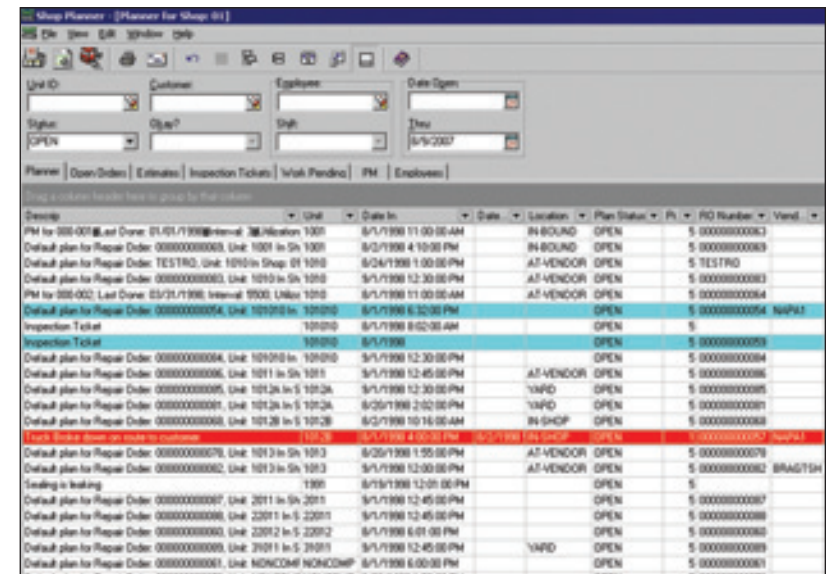 Shop Planner - [Planner for Shop: 01]
File View Edit Window Help
Unit ID: Customer: Employee: Date Open:
Status: Okay? Shift: Thru:
OPEN 8/9/2007
Planner Open Orders Estimates Inspection Tickets Work Pending PM Employees
Drag a column header here to group by that column
Descrip Unit Date In Date... Location Plan Status RO Number Vend...
PM for 000-001 Last Done: 01/01/1998 Interval: 1001 8/1/1998 11:00:00 AM IN-BOUND OPEN 5 000000000063
Default plan for Repair Order: 000000000069, Unit: 1001 in Sh 1001 8/2/1998 4:10:00 PM IN-BOUND OPEN 5 000000000069
Default plan for Repair Order: TESTRO, Unit: 1010 in Shop: 01 1010 8/24/1998 1:00:00 PM AT-VENDOR OPEN 5 TESTRO
Default plan for Repair Order: 000000000083, Unit: 1010 in Sh 1010 9/1/1998 12:30:00 PM AT-VENDOR OPEN 5 000000000083
PM for 000-002, Last Done: 03/31/1998, Interval: 5500, 1010 8/1/1998 11:00:00 AM AT-VENDOR OPEN 5 000000000064
Default plan for Repair Order: 000000000054, Unit: 101010 in 101010 8/1/1998 6:32:00 PM OPEN 5 000000000054 NAPA1
Inspection Ticket 101010 8/1/1998 8:02:00 AM OPEN 5
Inspection Ticket 101010 8/1/1998 OPEN 5 000000000059
Default plan for Repair Order: 000000000084, Unit: 101010 in 101010 9/1/1998 12:30:00 PM OPEN 5 000000000084
Default plan for Repair Order: 000000000086, Unit: 1011 in Sh 1011 9/1/1998 12:45:00 PM AT-VENDOR OPEN 5 000000000086
Default plan for Repair Order: 000000000085, Unit: 1012A in S 1012A 9/1/1998 12:30:00 PM YARD OPEN 5 000000000085
Default plan for Repair Order: 000000000081, Unit: 1012A in S 1012A 8/20/1998 2:02:00 PM YARD OPEN 5 000000000081
Default plan for Repair Order: 000000000068, Unit: 1012B in S 1012B 8/2/1998 10:16:00 AM IN-SHOP OPEN 5 000000000068
Truck Broke down on route to customer 1012B 8/1/1998 4:00:00 PM 8/2/1998 IN-SHOP OPEN 1 000000000057 NAPA1
Default plan for Repair Order: 000000000078, Unit: 1013 in Sh 1013 8/20/1998 1:55:00 PM AT-VENDOR OPEN 5 000000000078
Default plan for Repair Order: 000000000082, Unit: 1013 in Sh 1013 9/1/1998 12:00:00 PM AT-VENDOR OPEN 5 000000000082 BRAGTSH
Sealing is leaking 1991 8/19/1998 12:01:00 PM OPEN 5
Default plan for Repair Order: 000000000087, Unit: 2011 in Sh 2011 9/1/1998 12:45:00 PM OPEN 5 000000000087
Default plan for Repair Order: 000000000088, Unit: 22011 in S 22011 9/1/1998 12:45:00 PM OPEN 5 000000000088
Default plan for Repair Order: 000000000060, Unit: 22012 in S 22012 8/1/1998 6:01:00 PM OPEN 5 000000000060
Default plan for Repair Order: 000000000089, Unit: 31011 in S 31011 9/1/1998 12:45:00 PM YARD OPEN 5 000000000089
Default plan for Repair Order: 000000000061, Unit: NONCOMP NONCOMP 8/1/1998 6:00:00 PM OPEN 5 000000000061